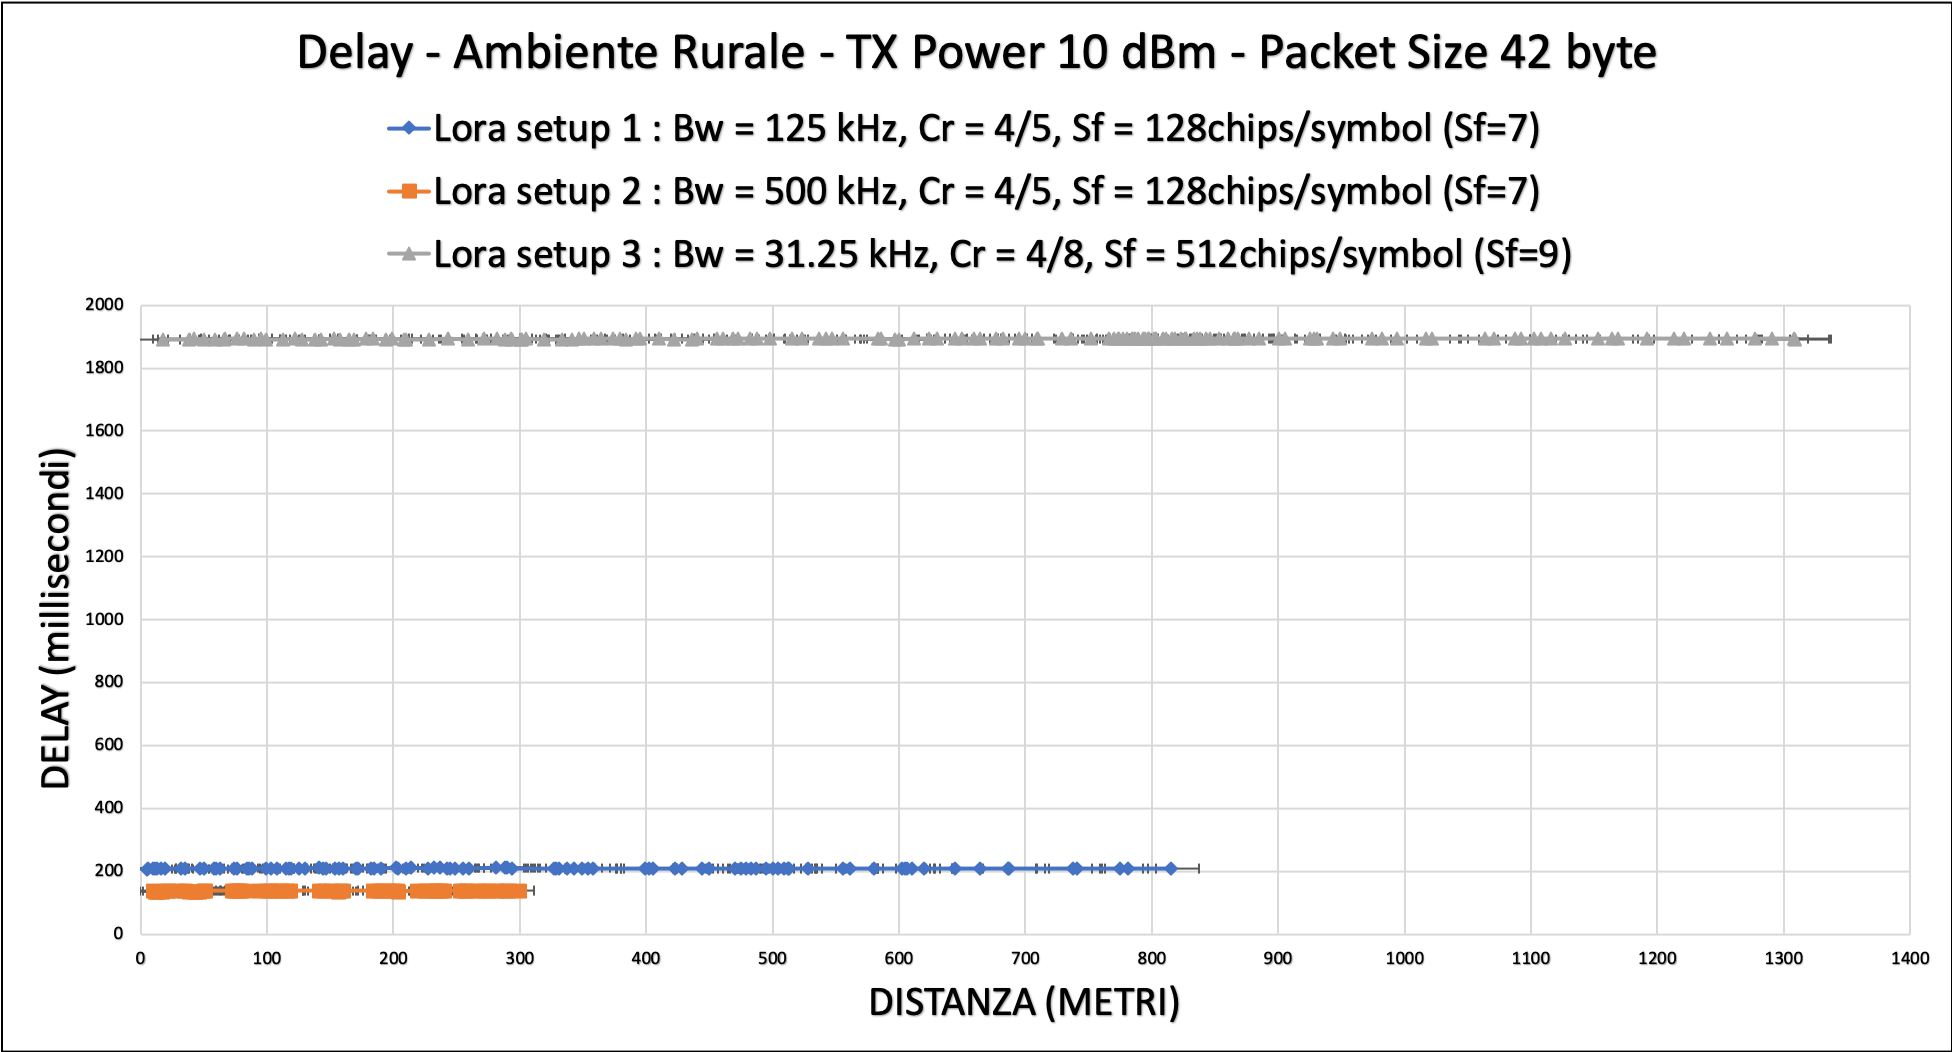 Delay - Ambiente Rurale - TX Power 10 dBm - Packet Size 42 byte
Lora setup 1 : Bw = 125 kHz, Cr = 4/5, Sf = 128chips/symbol (Sf=7)
Lora setup 2 : Bw = 500 kHz, Cr = 4/5, Sf = 128chips/symbol (Sf=7)
Lora setup 3 : Bw = 31.25 kHz, Cr = 4/8, Sf = 512chips/symbol (Sf=9)
DELAY (millisecondi)
2000
1800
1600
1400
1200
1000
800
600
400
200
0
0 100 200 300 400 500 600 700 800 900 1000 1100 1200 1300 1400
DISTANZA (METRI)